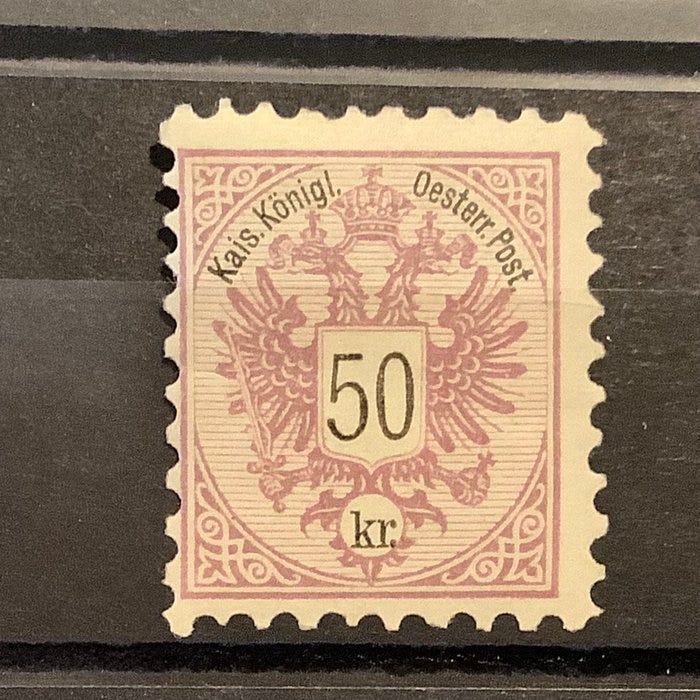 Kais. Königl. Oesterr. Post
50
kr.